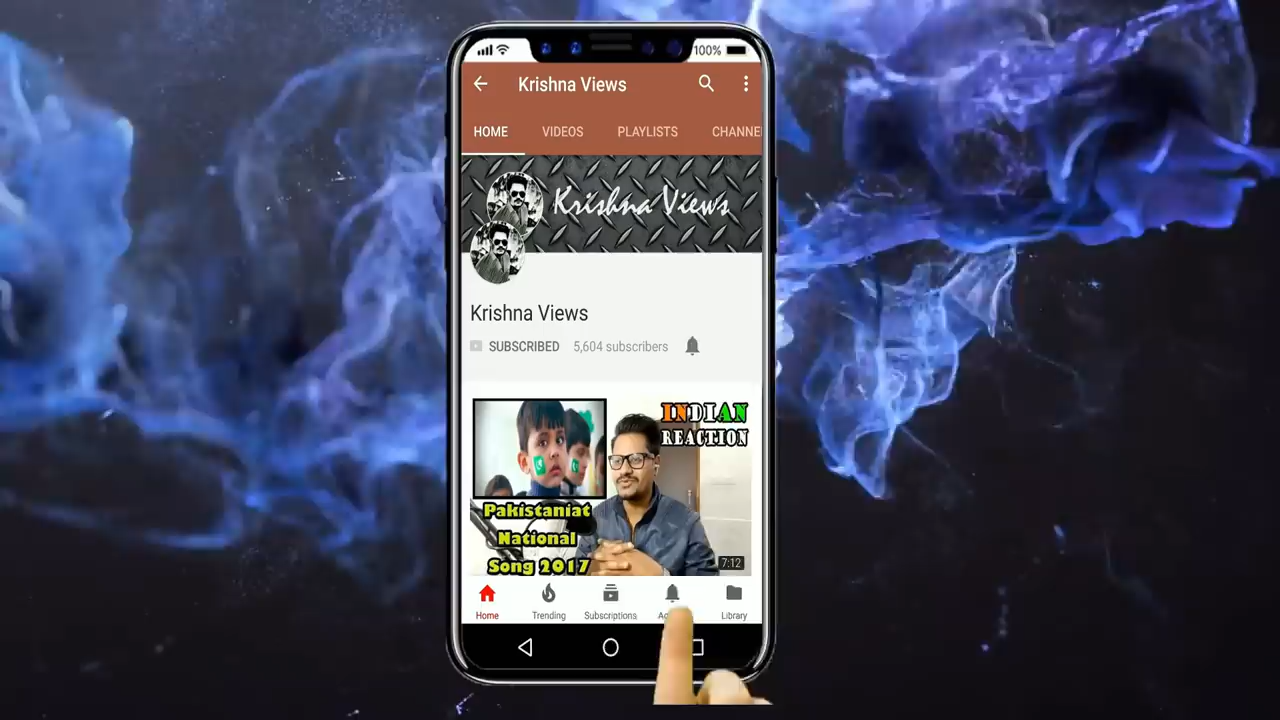 100%
Krishna Views
HOME VIDEOS PLAYLISTS CHANNE
Krishna Views
Krishna Views
SUBSCRIBED 5,604 subscribers
INDIAN
REACTION
Pakistaniat
National
Song 2017
7:12
Home Trending Subscriptions Library